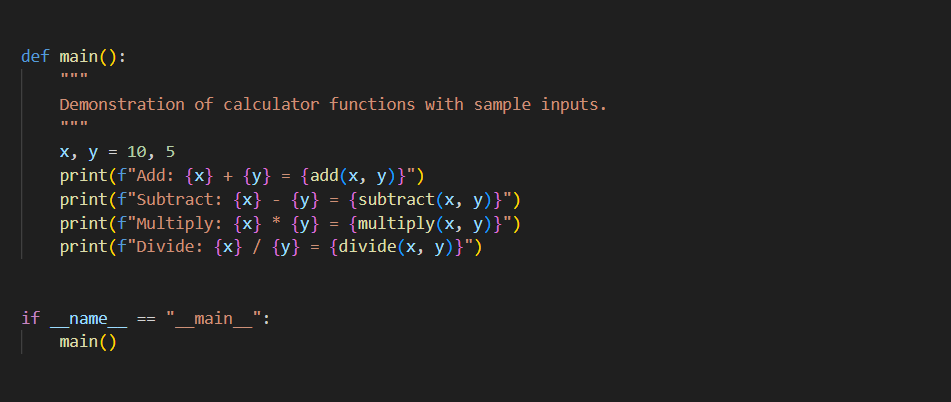 def main():
    """
    Demonstration of calculator functions with sample inputs.
    """
    x, y = 10, 5
    print(f"Add: {x} + {y} = {add(x, y)}")
    print(f"Subtract: {x} - {y} = {subtract(x, y)}")
    print(f"Multiply: {x} * {y} = {multiply(x, y)}")
    print(f"Divide: {x} / {y} = {divide(x, y)}")
if __name__ == "__main__":
    main()